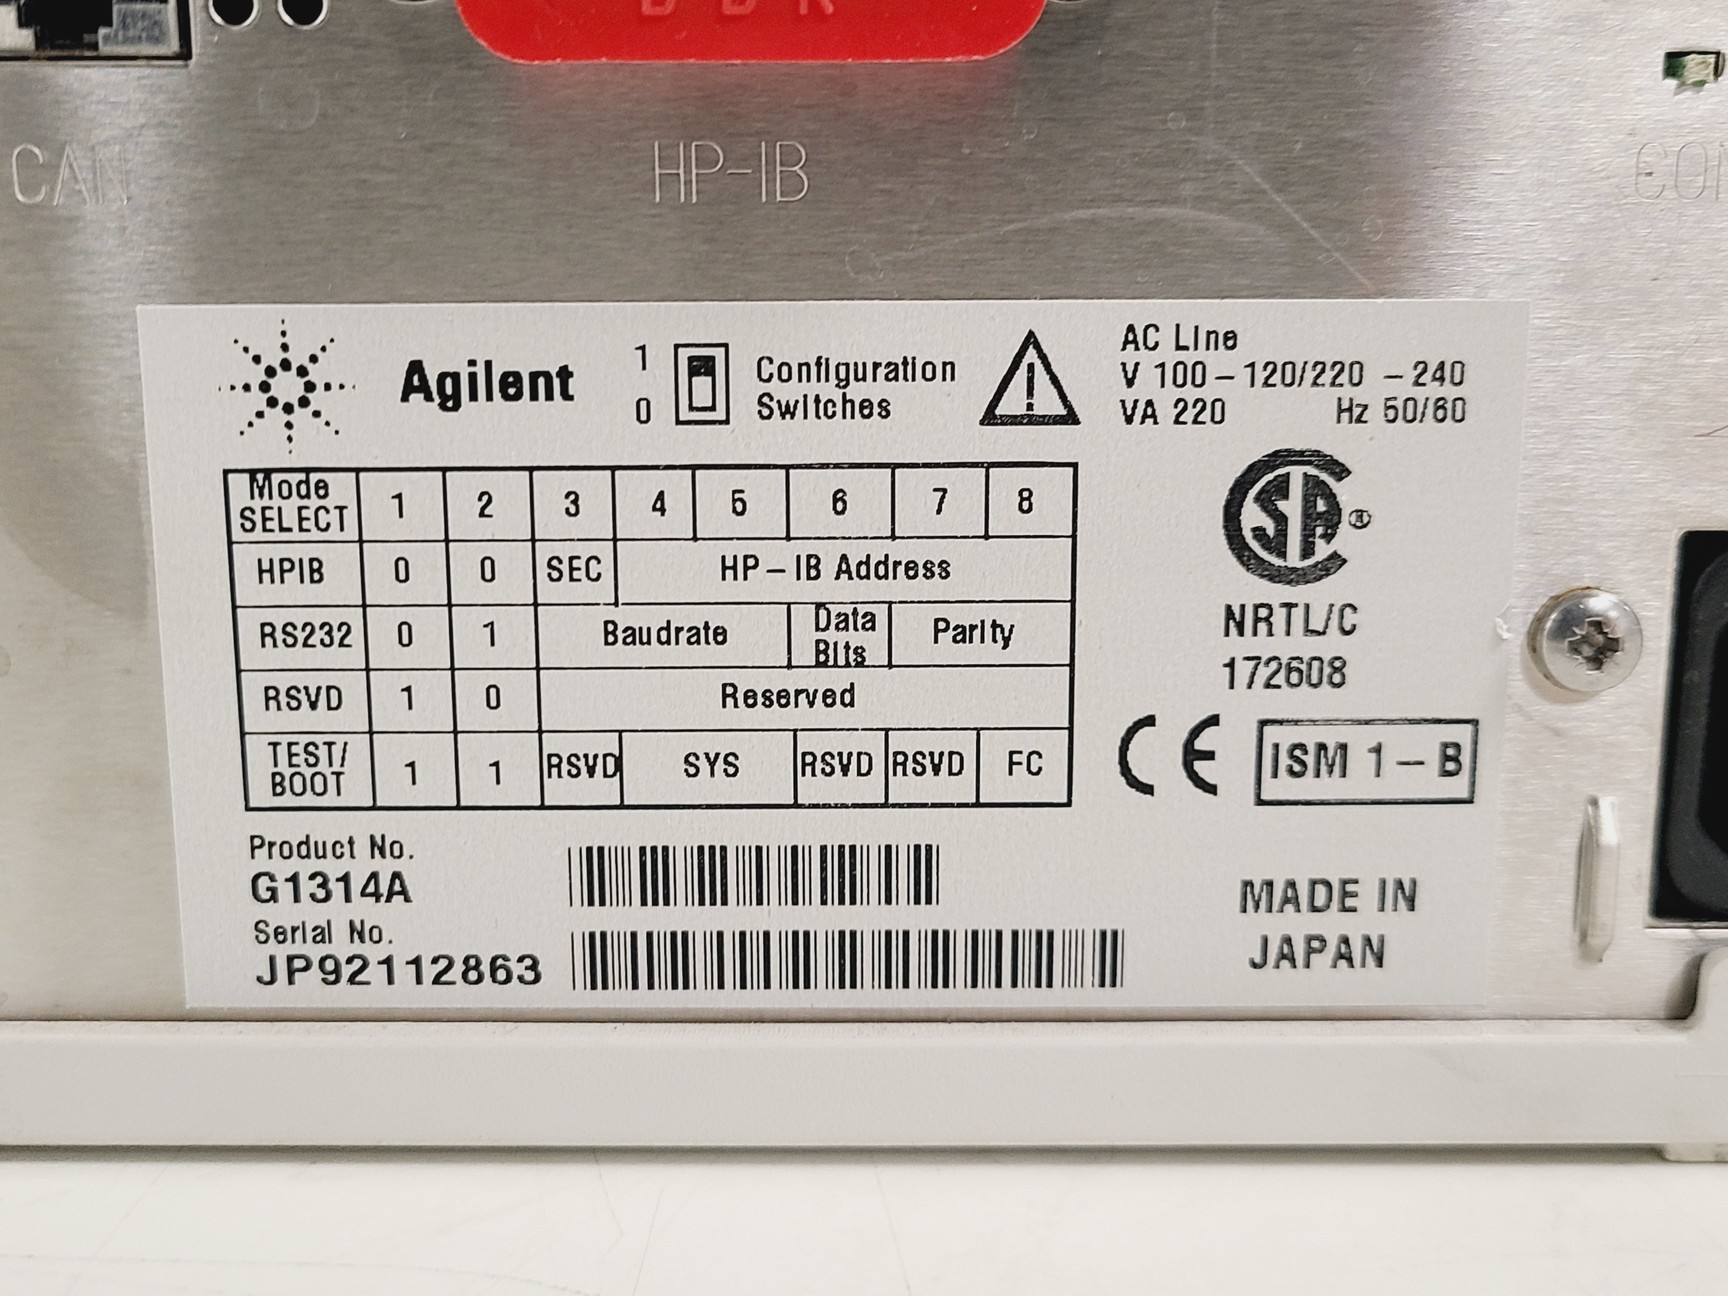 CAN
HP-IB
Agilent
1
0
Configuration
Switches
AC Line
V 100-120/220 -240
VA 220 Hz 50/60
Mode SELECT 1 2 3 4 5 6 7 8
HPIB 0 0 SEC HP-IB Address
RS232 0 1 Baudrate Data Bits Parity
RSVD 1 0 Reserved
TEST/ BOOT 1 1 RSVD SYS RSVD RSVD FC
SA ®
NRTL/C
172608
CE ISM 1-B
Product No.
G1314A
Serial No.
JP92112863
MADE IN
JAPAN